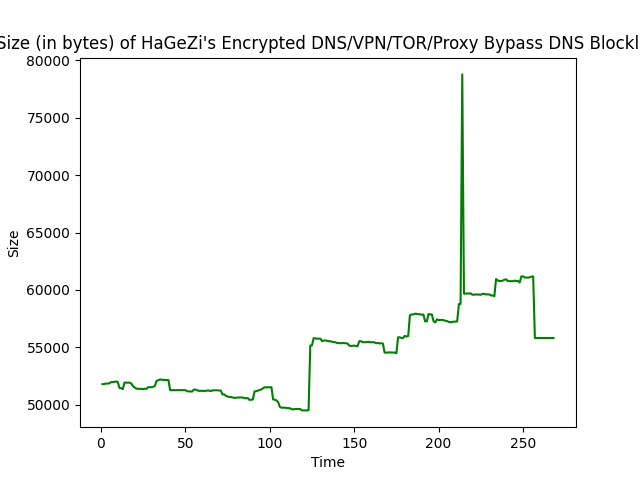 Size (in bytes) of HaGeZi's Encrypted DNS/VPN/TOR/Proxy Bypass DNS Blockl
80000
75000
70000
65000
60000
55000
50000
Size
0 50 100 150 200 250
Time